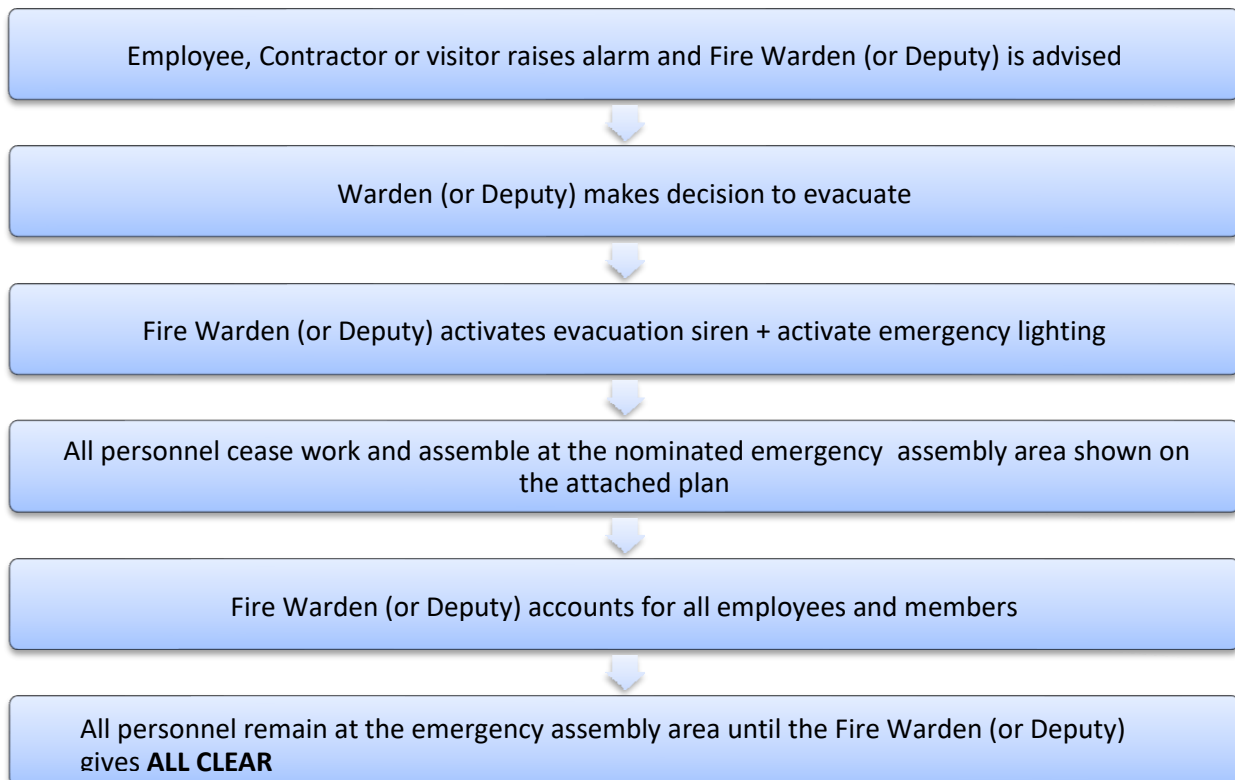 Employee, Contractor or visitor raises alarm and Fire Warden (or Deputy) is advised
Warden (or Deputy) makes decision to evacuate
Fire Warden (or Deputy) activates evacuation siren + activate emergency lighting
All personnel cease work and assemble at the nominated emergency  assembly area shown on
the attached plan
Fire Warden (or Deputy) accounts for all employees and members
All personnel remain at the emergency assembly area until the Fire Warden (or Deputy)
gives ALL CLEAR